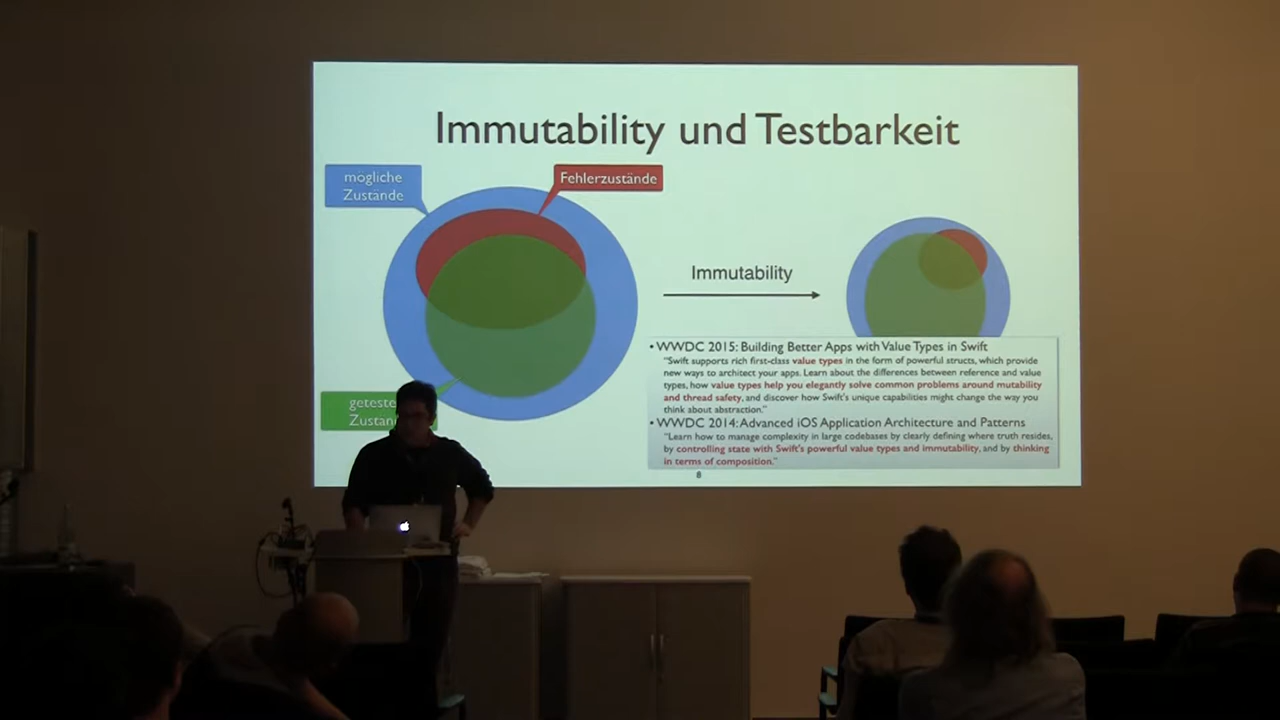 Immutability und Testbarkeit
mögliche
Zustände
Fehlerzustände
Immutability
• WWDC 2015: Building Better Apps with Value Types in Swift
"Swift supports rich first-class value types in the form of powerful structs, which provide
new ways to architect your apps. Learn about the differences between reference and value
types, how value types help you elegantly solve common problems around mutability
and thread safety, and discover how Swift's unique capabilities might change the way you
think about abstraction."
• WWDC 2014: Advanced iOS Application Architecture and Patterns
"Learn how to manage complexity in large codebases by clearly defining where truth resides,
by controlling state with Swift's powerful value types and immutability, and by thinking
in terms of composition."
8